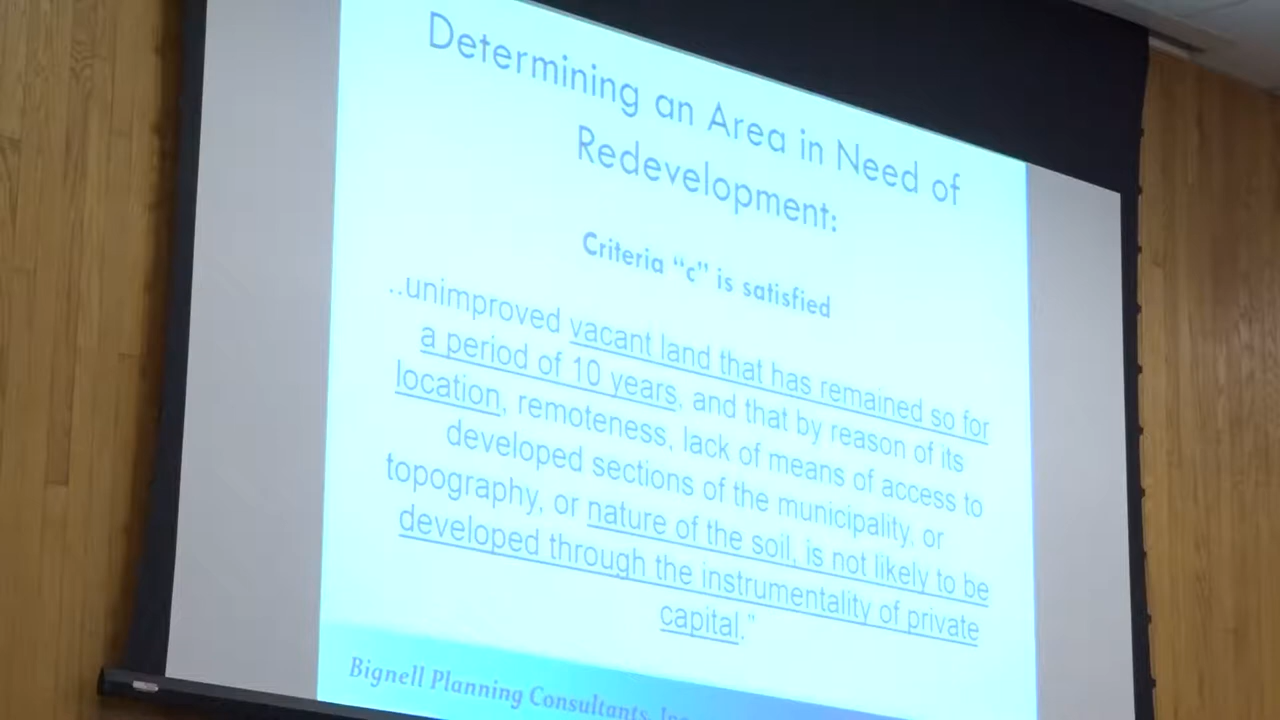 Determining an Area in Need of
Redevelopment:
Criteria “c” is satisfied
..unimproved vacant land that has remained so for
a period of 10 years, and that by reason of its
location, remoteness, lack of means of access to
developed sections of the municipality, or
topography, or nature of the soil, is not likely to be
developed through the instrumentality of private
capital.”
Bignell Planning Consultants, Inc